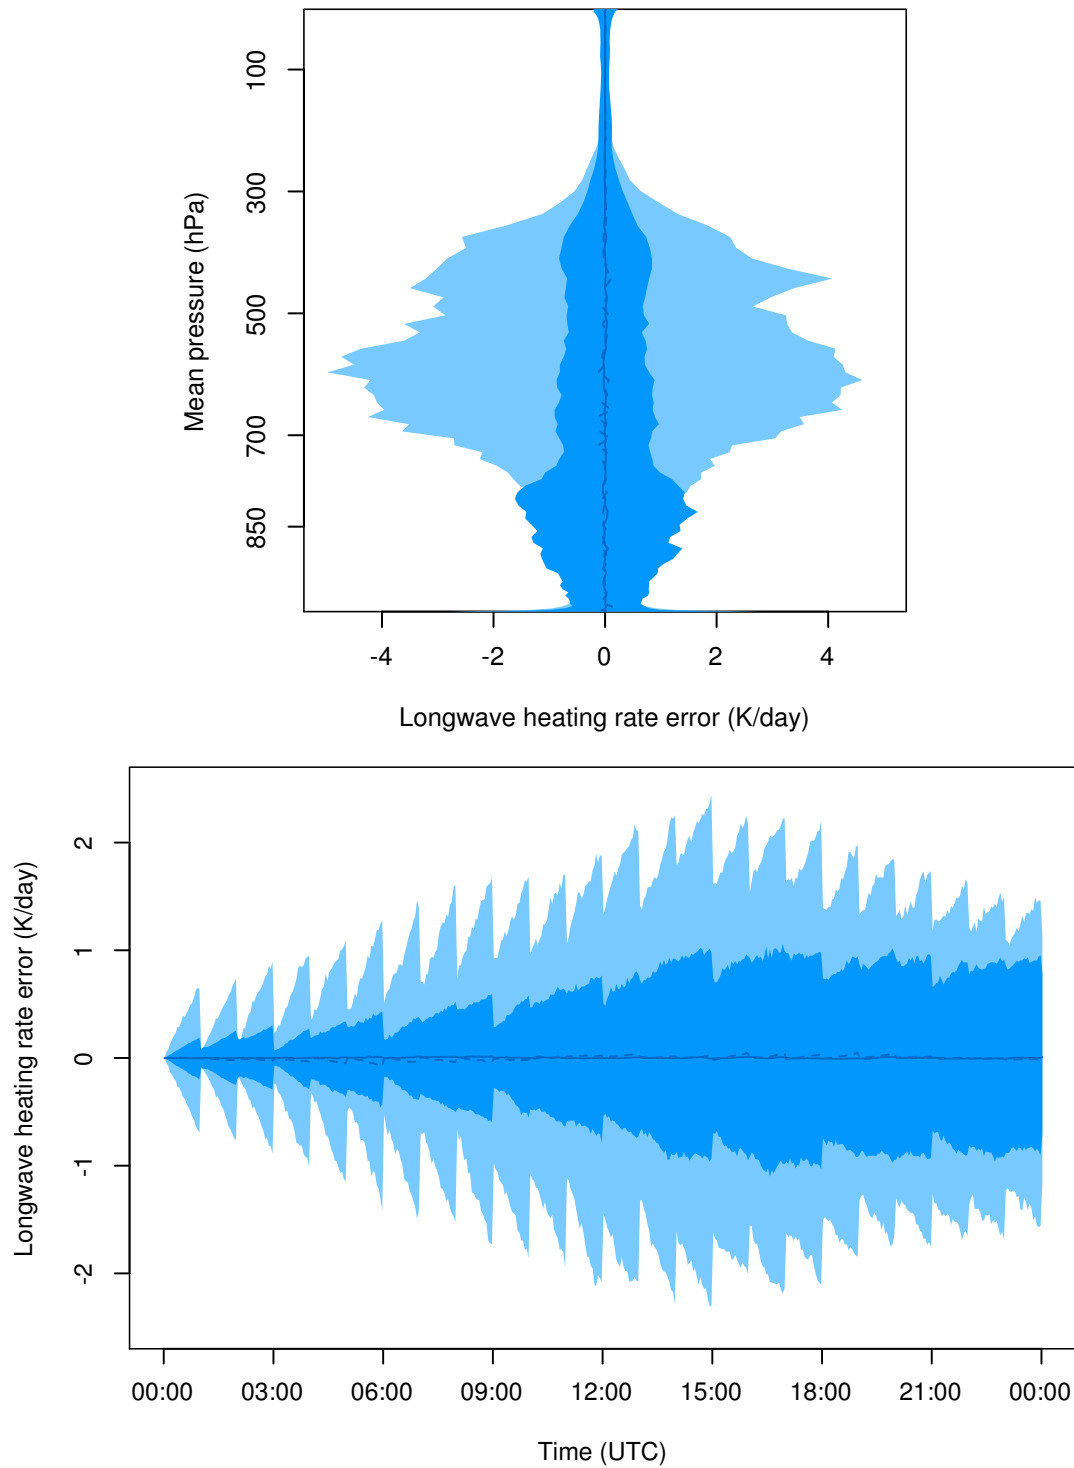 100
300
500
700
850
Mean pressure (hPa)
-4 -2 0 2 4
Longwave heating rate error (K/day)
2
1
0
-1
-2
Longwave heating rate error (K/day)
00:00 03:00 06:00 09:00 12:00 15:00 18:00 21:00 00:00
Time (UTC)